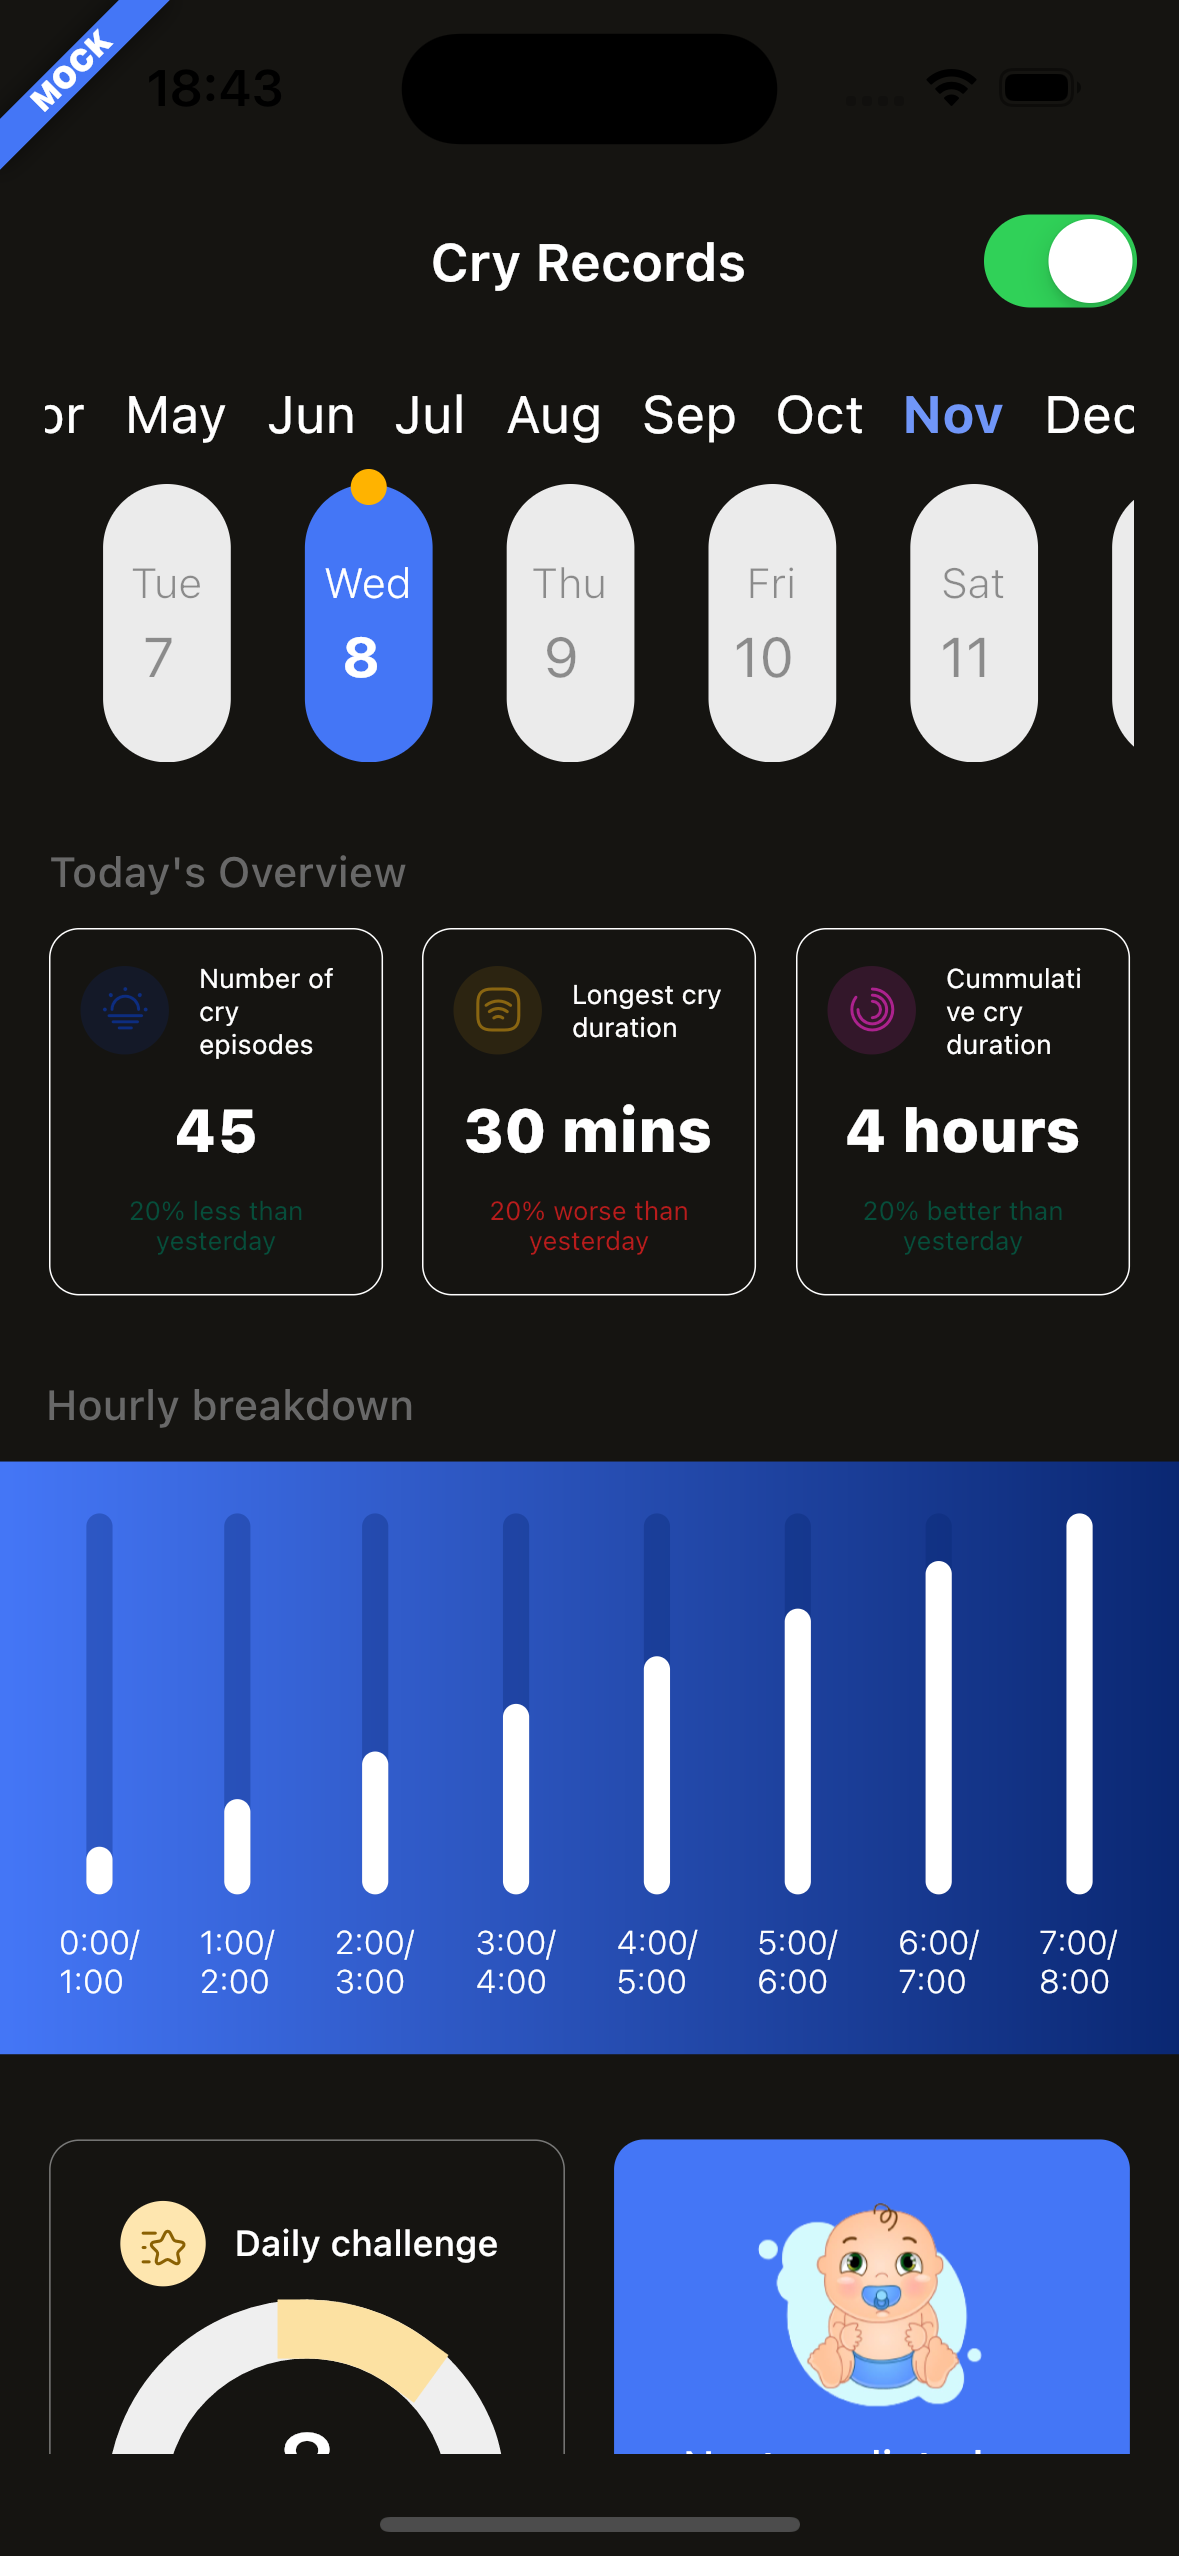 MOCK
18:43
Cry Records
May Jun Jul Aug Sep Oct Nov Dec
Tue Wed Thu Fri Sat
7 8 9 10 11
Today's Overview
Number of
cry
episodes
45
20% less than
yesterday
Longest cry
duration
30 mins
20% worse than
yesterday
Cummulati
ve cry
duration
4 hours
20% better than
yesterday
Hourly breakdown
0:00/ 1:00/ 2:00/ 3:00/ 4:00/ 5:00/ 6:00/ 7:00/
1:00 2:00 3:00 4:00 5:00 6:00 7:00 8:00
Daily challenge